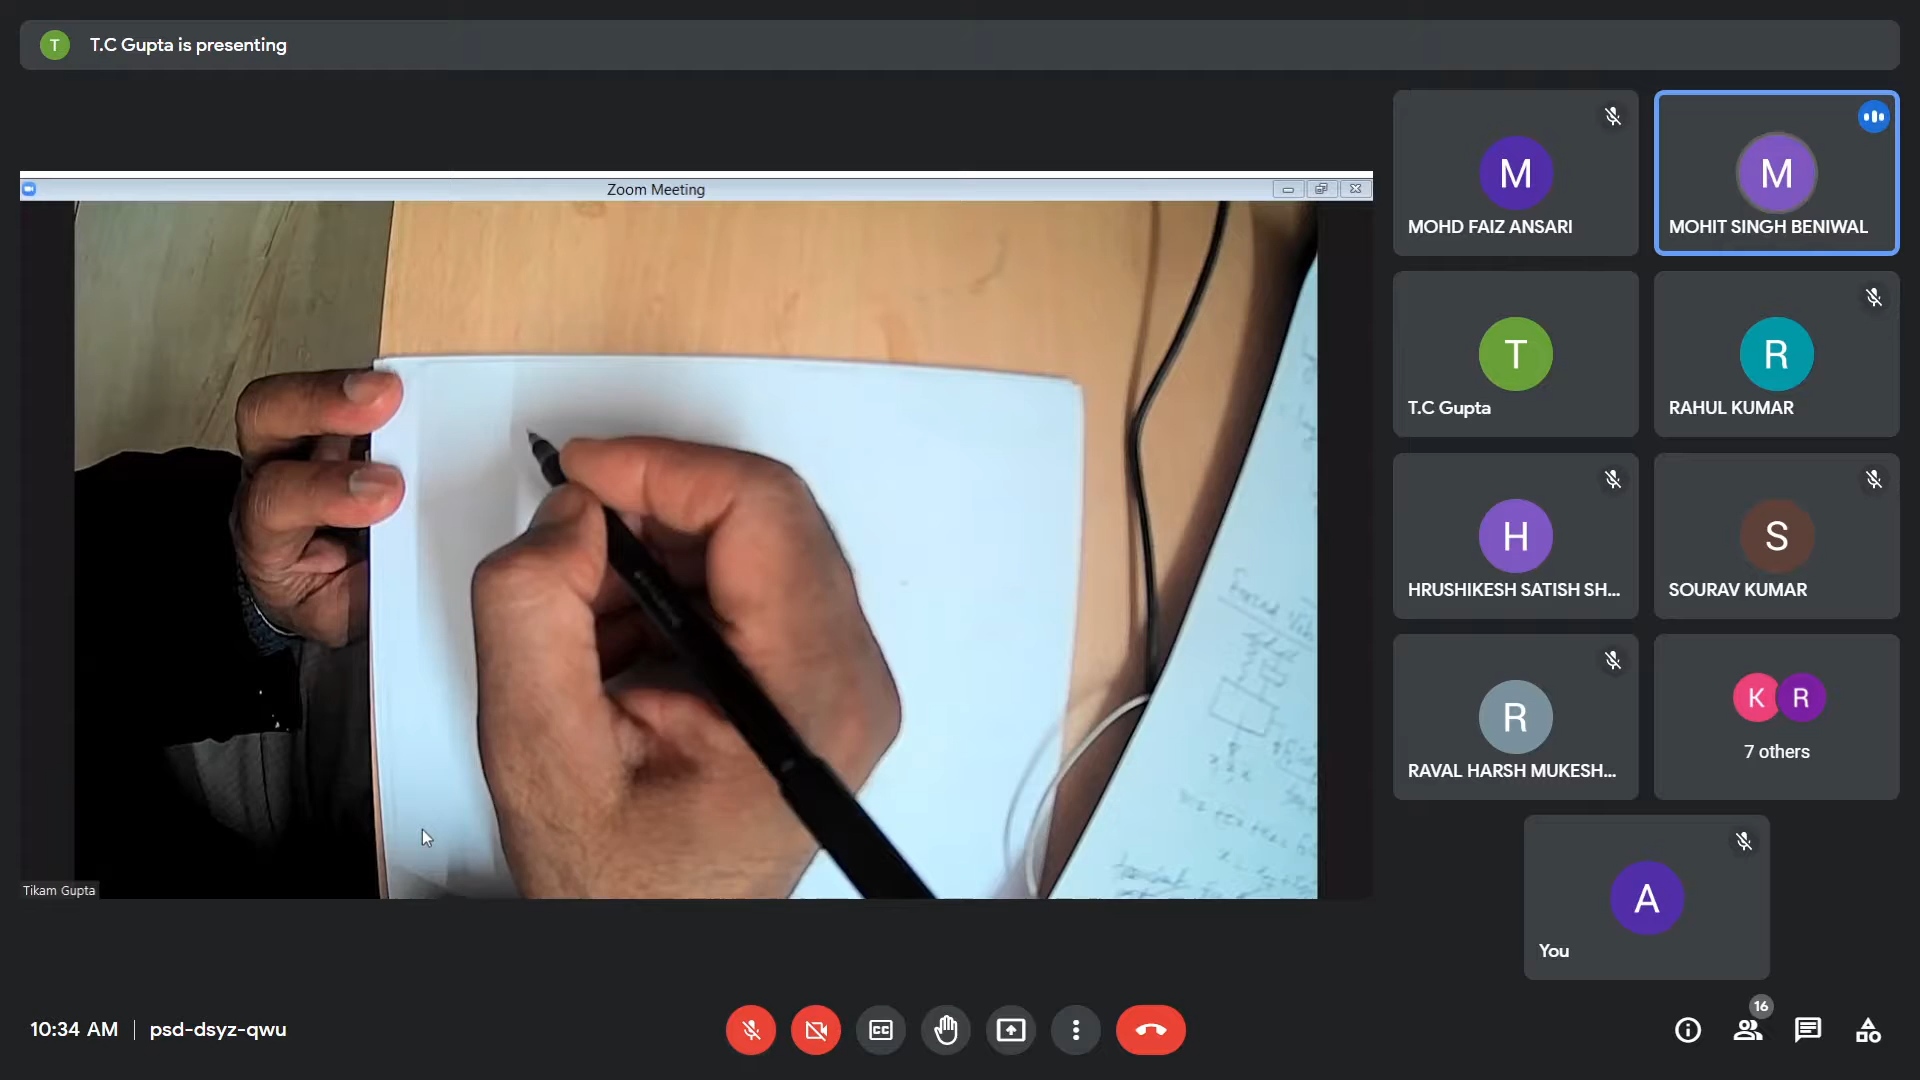 T T.C Gupta is presenting
Zoom Meeting
M
MOHD FAIZ ANSARI
M
MOHIT SINGH BENIWAL
T
T.C Gupta
R
RAHUL KUMAR
H
HRUSHIKESH SATISH SH...
S
SOURAV KUMAR
R
RAVAL HARSH MUKESH...
K R
7 others
A
You
Tikam Gupta
10:34 AM | psd-dsyz-qwu
CC
16